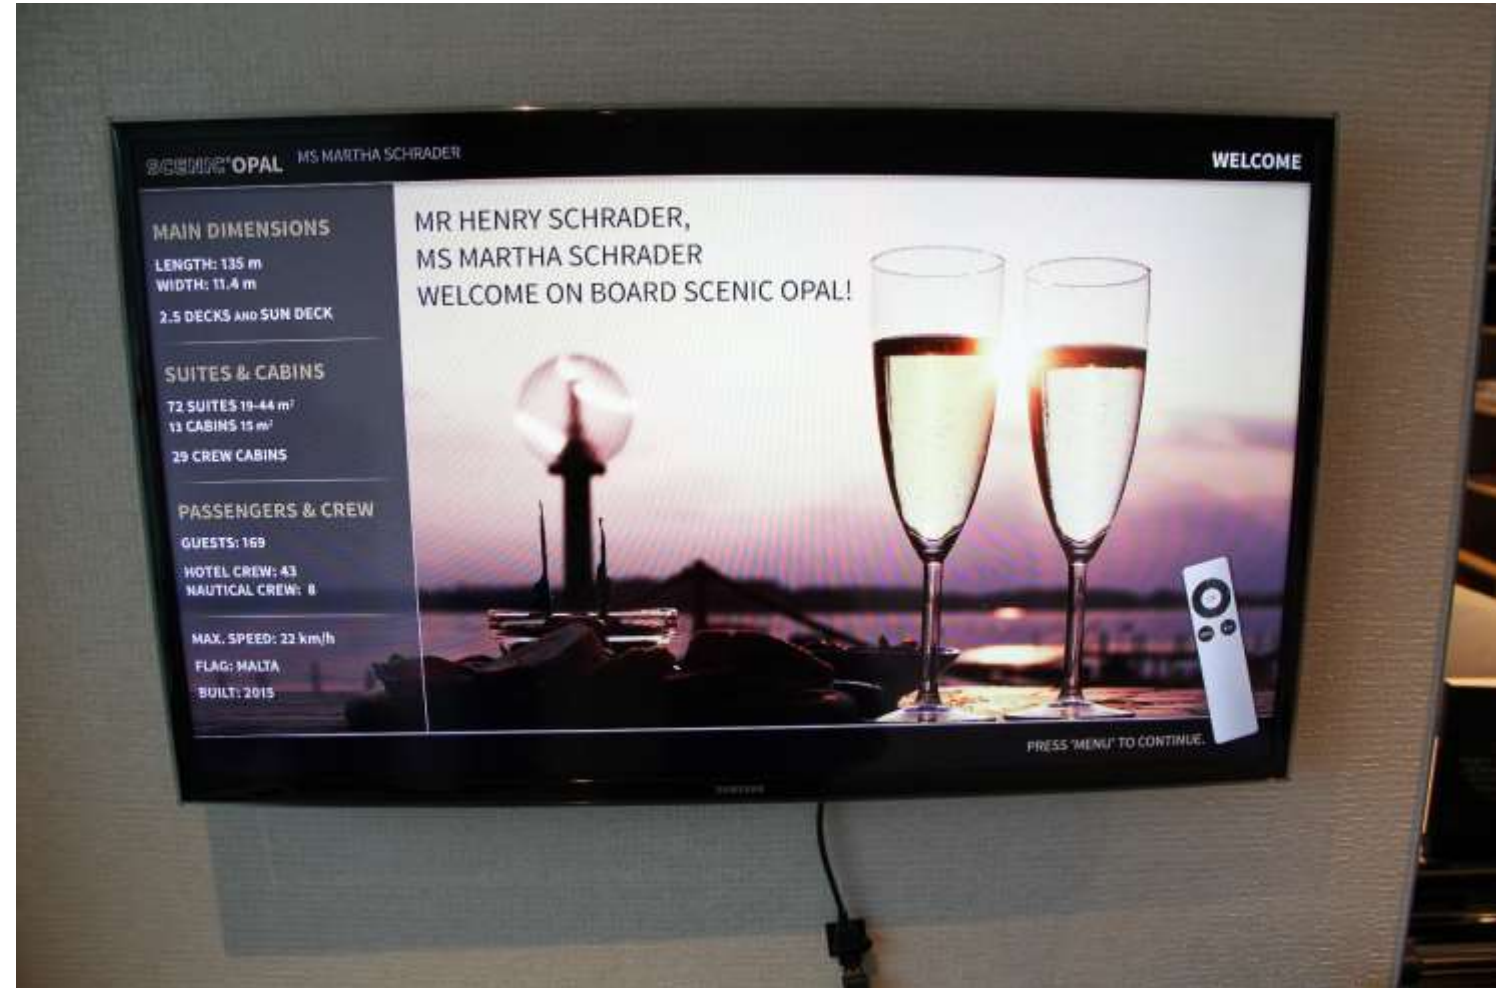 SCENIC OPAL MS MARTHA SCHRADER
WELCOME
MAIN DIMENSIONS
LENGTH: 135 m
WIDTH: 11.4 m
2.5 DECKS AND SUN DECK
SUITES & CABINS
72 SUITES 19-44 m²
13 CABINS 15 m²
29 CREW CABINS
PASSENGERS & CREW
GUESTS: 169
HOTEL CREW: 43
NAUTICAL CREW: 8
MAX. SPEED: 22 km/h
FLAG: MALTA
BUILT: 2015
MR HENRY SCHRADER,
MS MARTHA SCHRADER
WELCOME ON BOARD SCENIC OPAL!
PRESS 'MENU' TO CONTINUE.
SAMSUNG